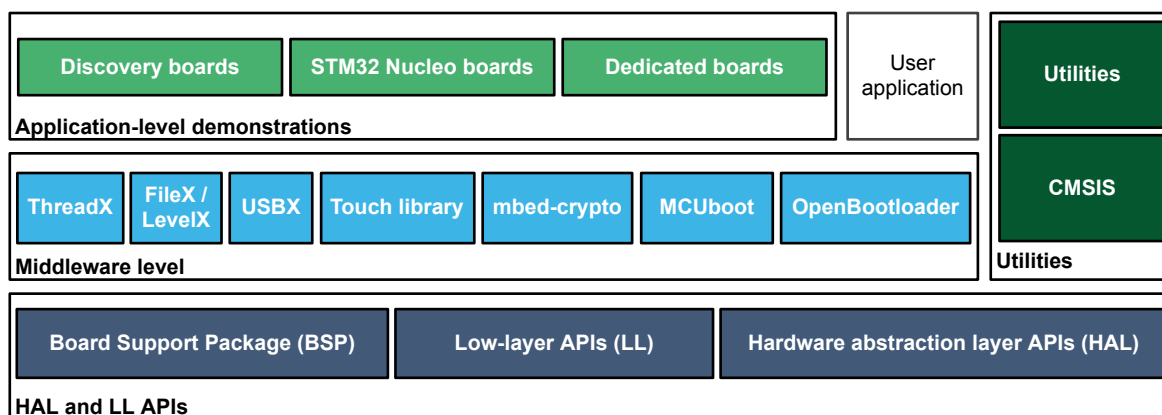 Discovery boards
STM32 Nucleo boards
Dedicated boards
Application-level demonstrations
User
application
Utilities
CMSIS
Utilities
ThreadX
FileX /
LevelX
USBX
Touch library
mbed-crypto
MCUboot
OpenBootloader
Middleware level
Board Support Package (BSP)
Low-layer APIs (LL)
Hardware abstraction layer APIs (HAL)
HAL and LL APIs